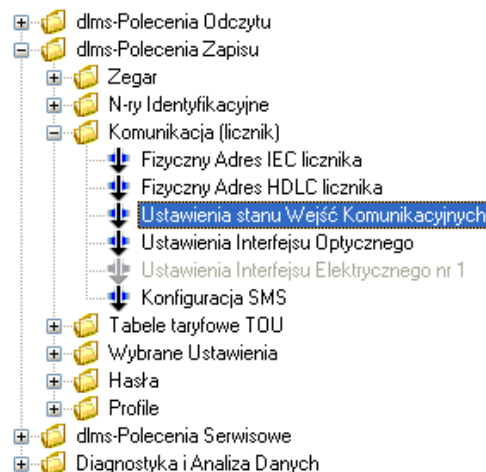 dlms-Polecenia Odczytu
dlms-Polecenia Zapisu
Zegar
N-ry Identyfikacyjne
Komunikacja (licznik)
Fizyczny Adres IEC licznika
Fizyczny Adres HDLC licznika
Ustawienia stanu Wejść Komunikacyjnych
Ustawienia Interfejsu Optycznego
Ustawienia Interfejsu Elektrycznego nr 1
Konfiguracja SMS
Tabele taryfowe TOU
Wybrane Ustawienia
Hasła
Profile
dlms-Polecenia Serwisowe
Diagnostyka i Analiza Danych